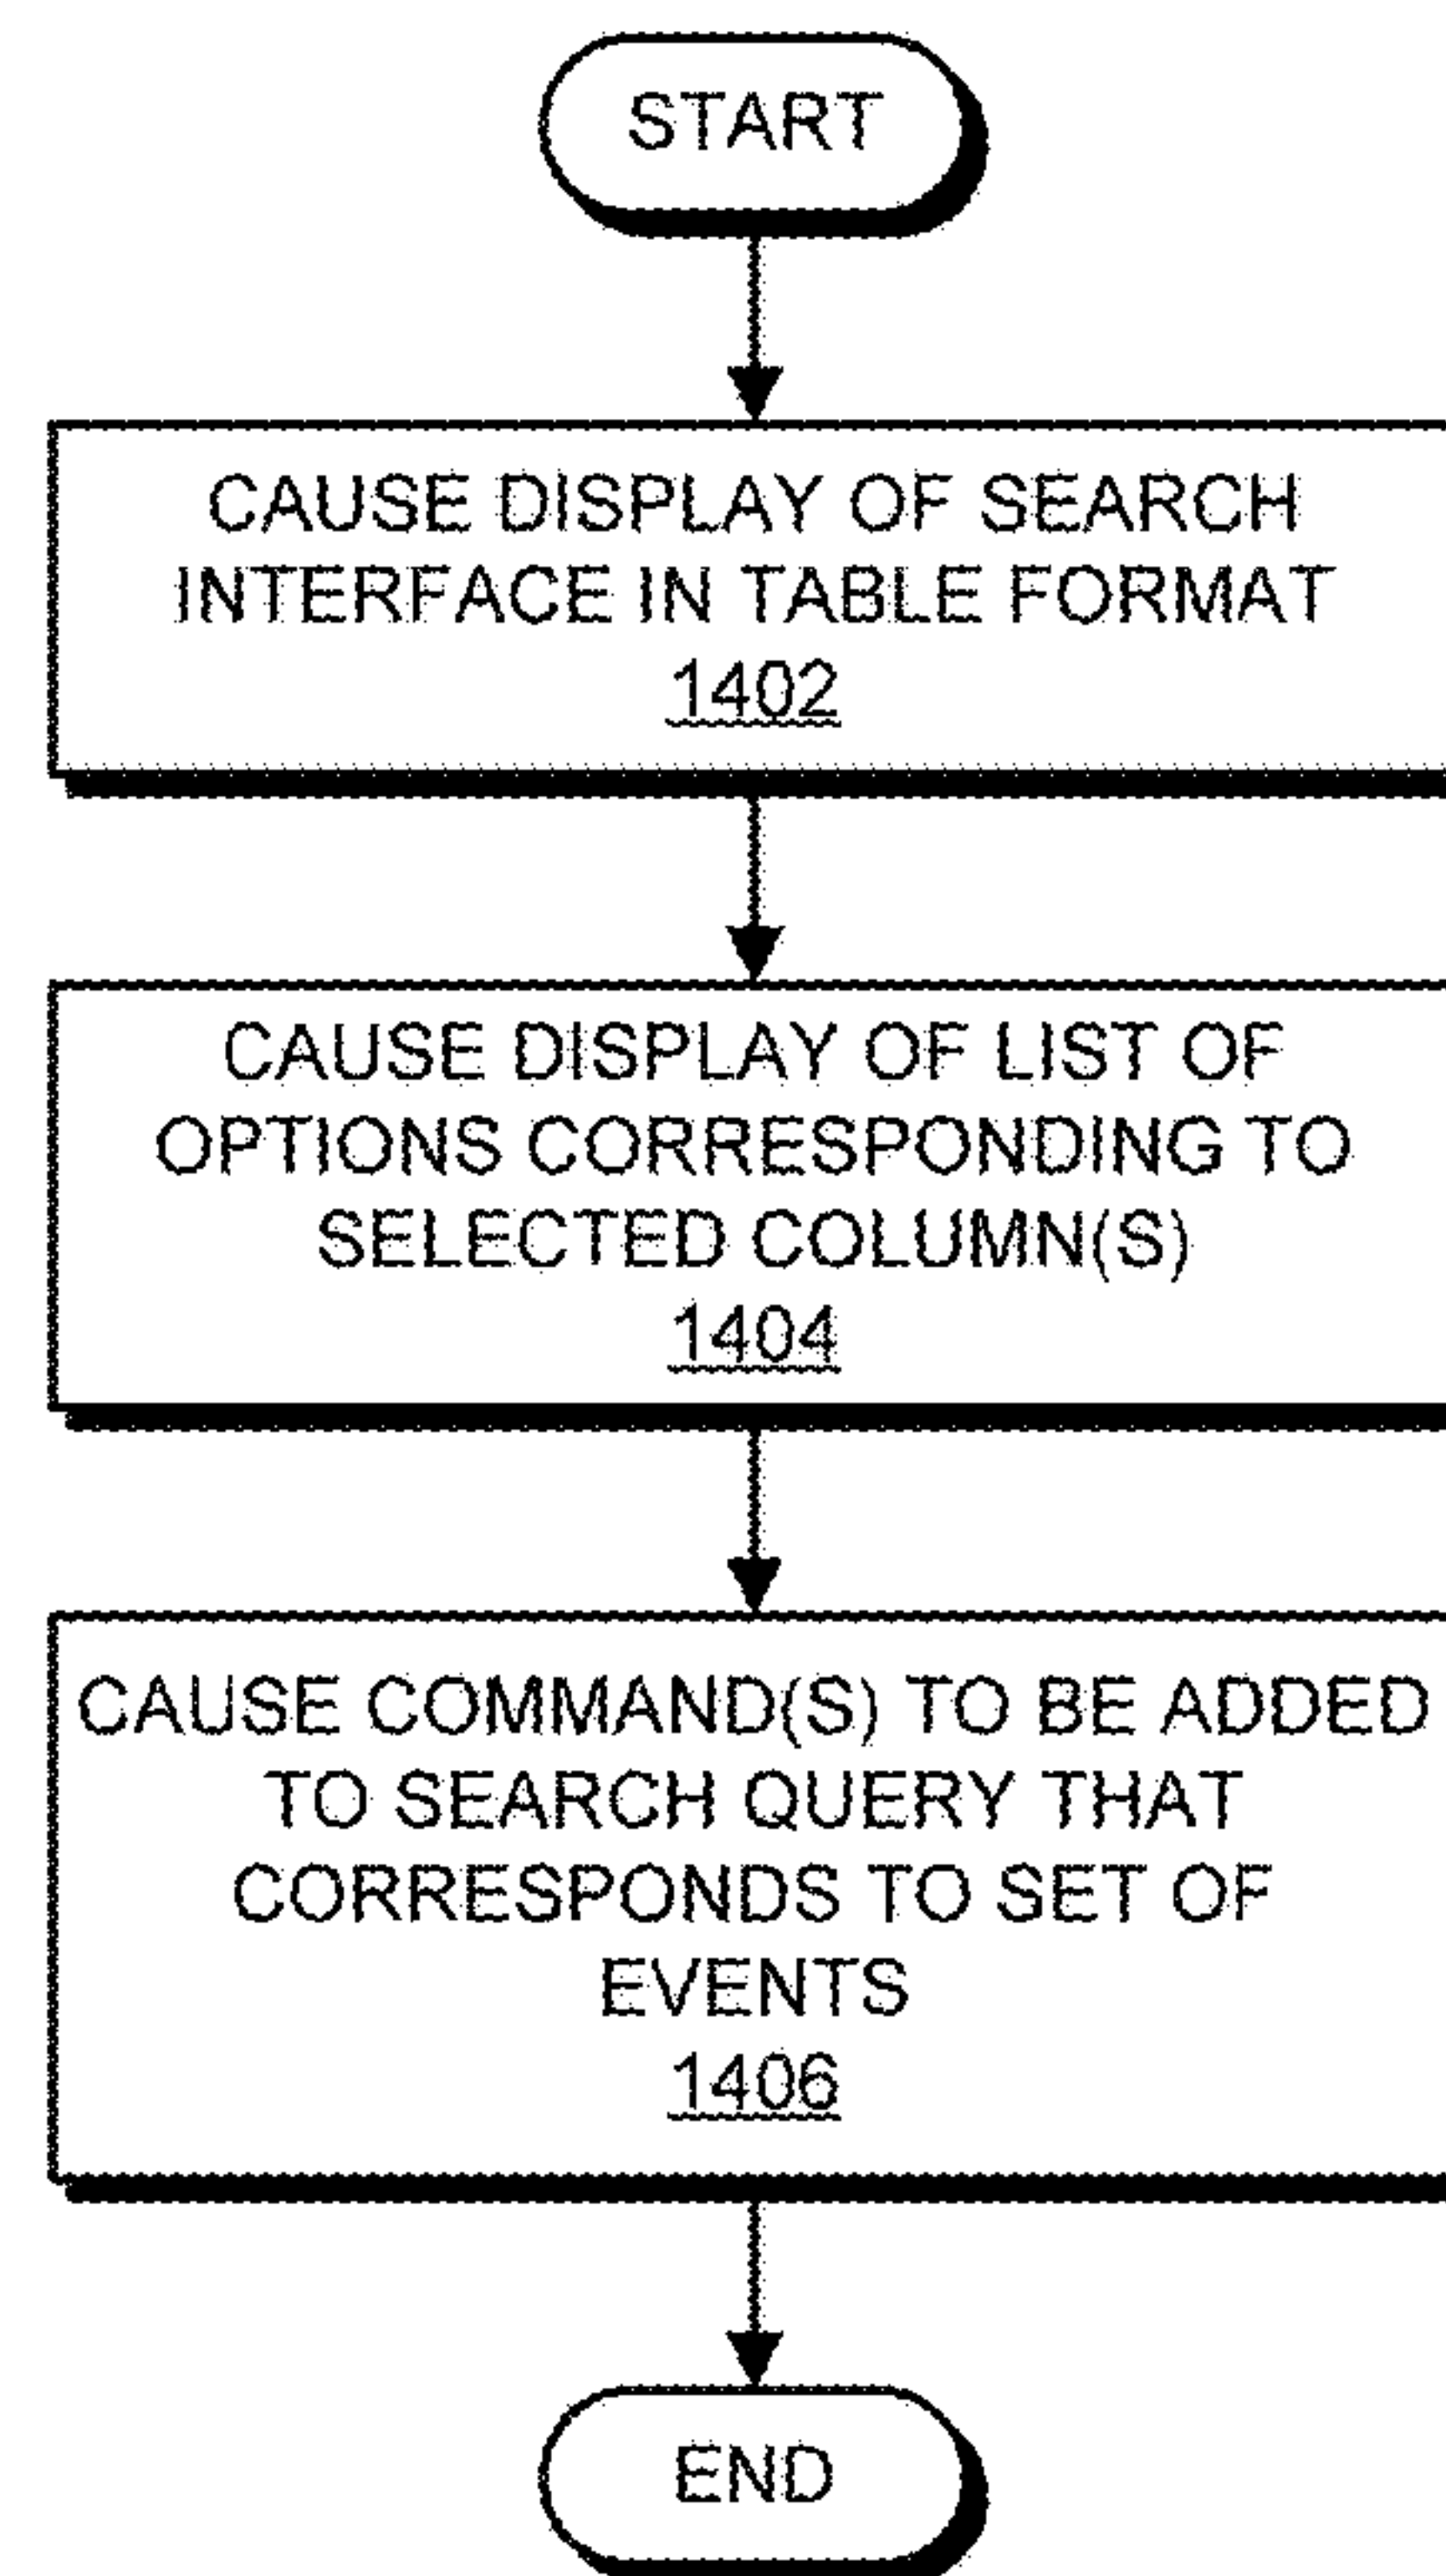 START
CAUSE DISPLAY OF SEARCH
INTERFACE IN TABLE FORMAT
1402
CAUSE DISPLAY OF LIST OF
OPTIONS CORRESPONDING TO
SELECTED COLUMN(S)
1404
CAUSE COMMAND(S) TO BE ADDED
TO SEARCH QUERY THAT
CORRESPONDS TO SET OF
EVENTS
1406
END